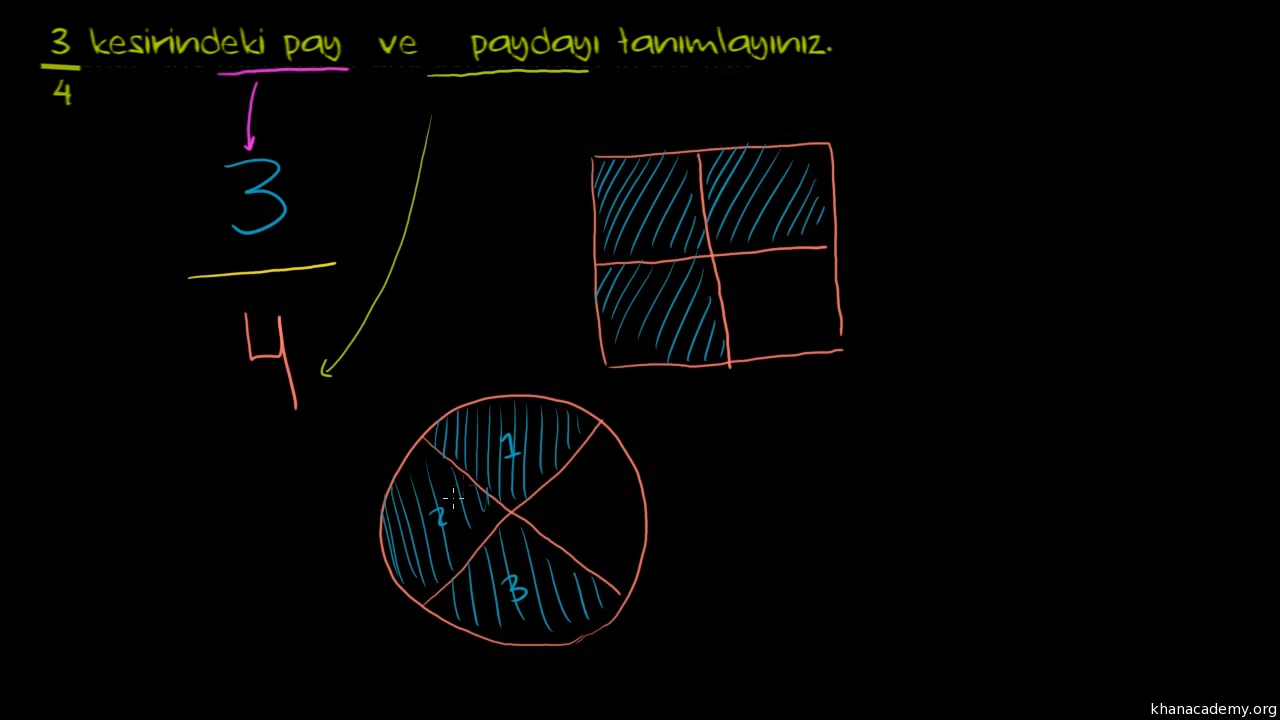 3/4 kesirindeki pay ve paydayı tanımlayınız.
3
4
1
2
3
khanacademy.org